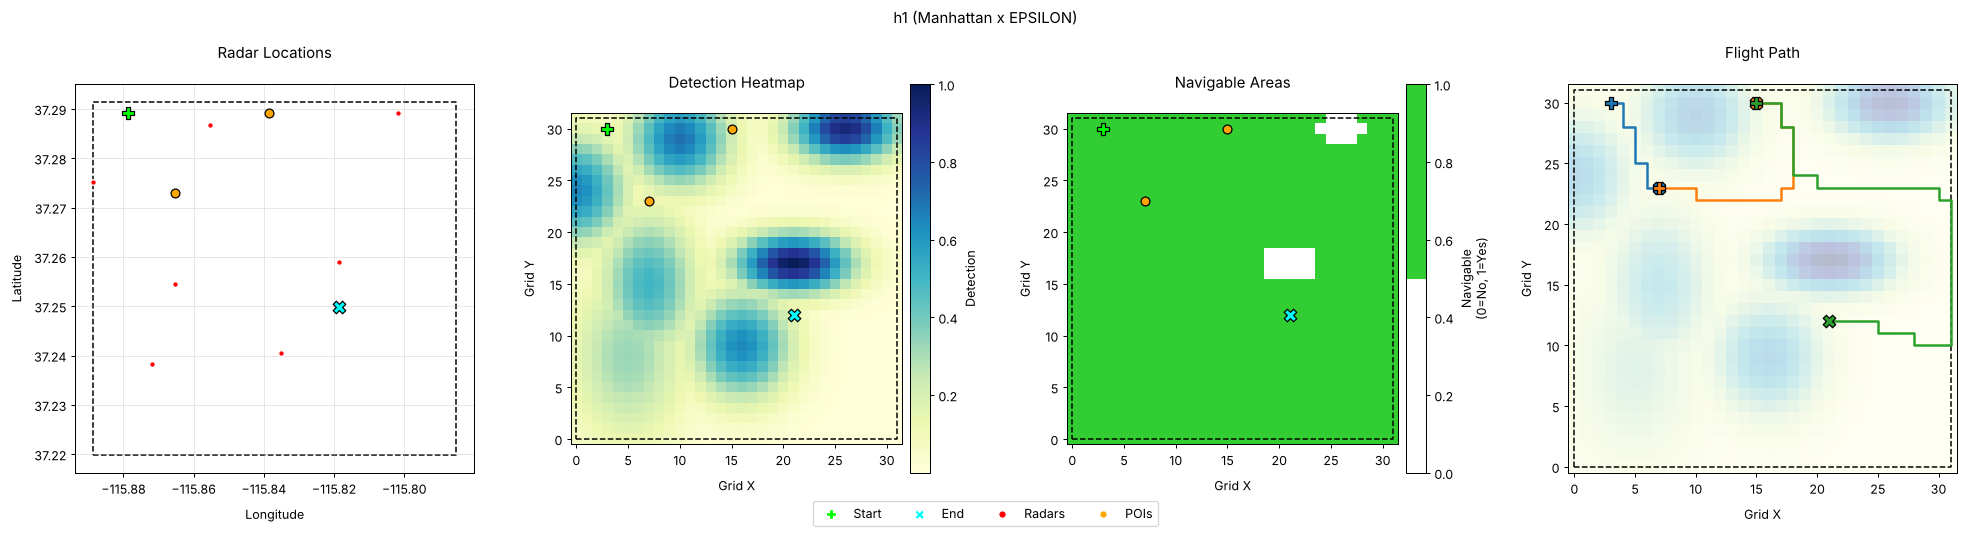 h1 (Manhattan x EPSILON)
Radar Locations
37.29
37.28
37.27
37.26
37.25
37.24
37.23
37.22
Latitude
−115.88 −115.86 −115.84 −115.82 −115.80
Longitude
Detection Heatmap
30
25
20
15
10
5
0
Grid Y
0 5 10 15 20 25 30
Grid X
1.0
0.8
0.6
0.4
0.2
Detection
Navigable Areas
30
25
20
15
10
5
0
Grid Y
0 5 10 15 20 25 30
Grid X
1.0
0.8
0.6
0.4
0.2
0.0
Navigable
(0=No, 1=Yes)
Flight Path
30
25
20
15
10
5
0
Grid Y
0 5 10 15 20 25 30
Grid X
Start End Radars POIs